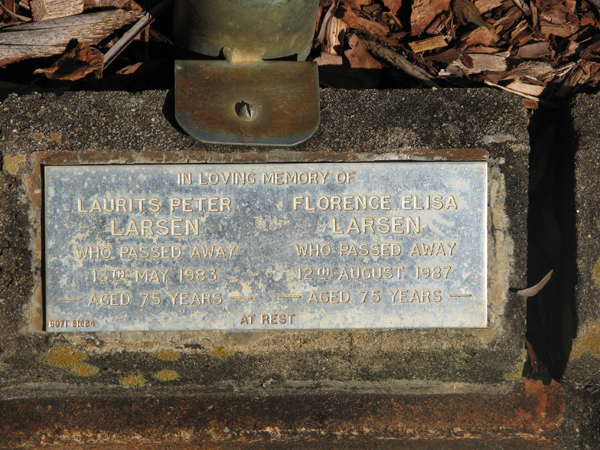 IN LOVING MEMORY OF
LAURITS PETER
LARSEN
WHO PASSED AWAY
13TH MAY 1983
— AGED 75 YEARS —
FLORENCE ELISA
LARSEN
WHO PASSED AWAY
12TH AUGUST 1987
— AGED 75 YEARS —
AT REST